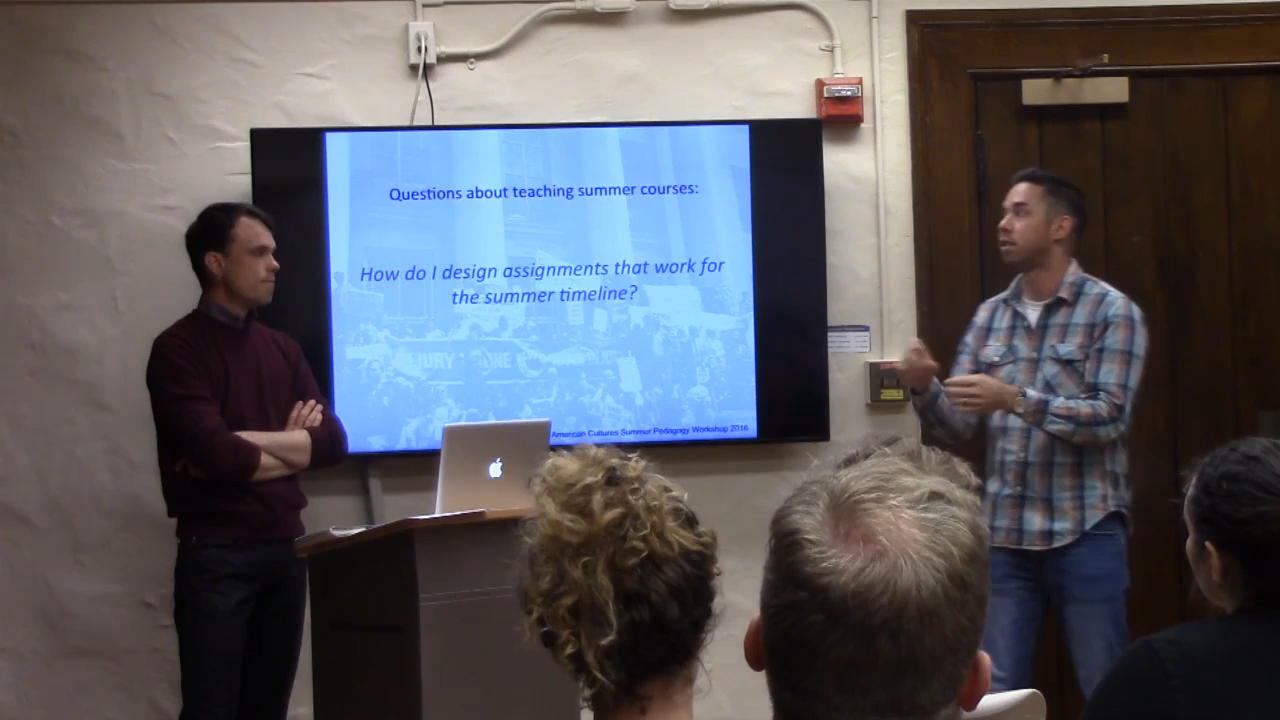 Questions about teaching summer courses:
How do I design assignments that work for
the summer timeline?
American Cultures Summer Pedagogy Workshop 2016